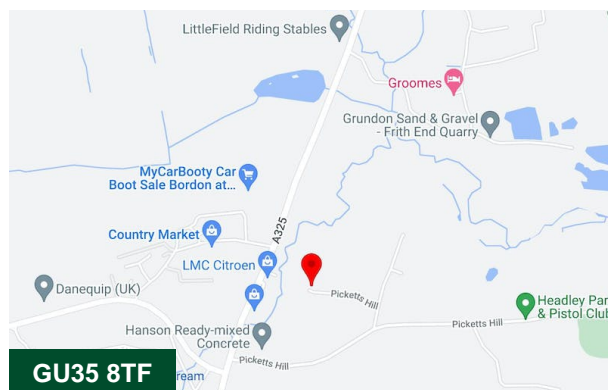 LittleField Riding Stables
Groomes
Grundon Sand & Gravel
- Frith End Quarry
MyCarBooty Car
Boot Sale Bordon at...
A325
Country Market
LMC Citroen
Danequip (UK)
Picketts Hill
Headley Par
& Pistol Club
Picketts Hill
Hanson Ready-mixed
Concrete
Picketts Hill
GU35 8TF
ream